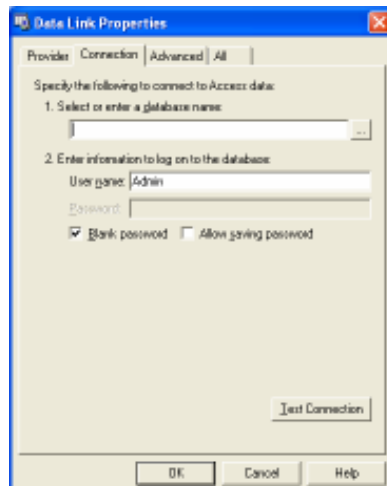 Data Link Properties
Provider Connection Advanced All
Specify the following to connect to Access data:
1. Select or enter a database name:
...
2. Enter information to log on to the database:
User name: Admin
Password:
Blank password Allow saving password
Test Connection
OK Cancel Help